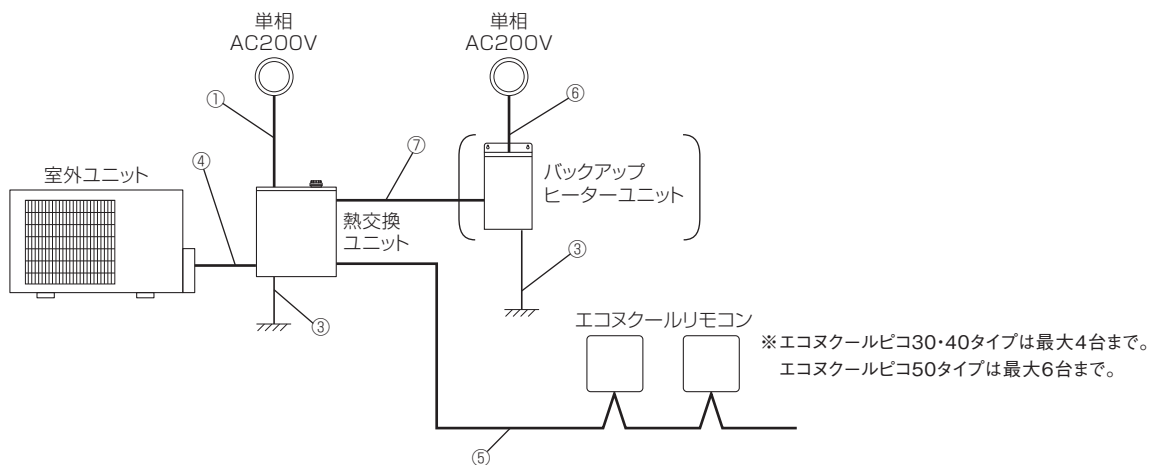 単相
AC200V
単相
AC200V
①
⑥
④
⑦
室外ユニット
バックアップ
ヒーターユニット
熱交換
ユニット
③
③
エコヌクールリモコン
※エコヌクールピコ30・40タイプは最大4台まで。
エコヌクールピコ50タイプは最大6台まで。
⑤